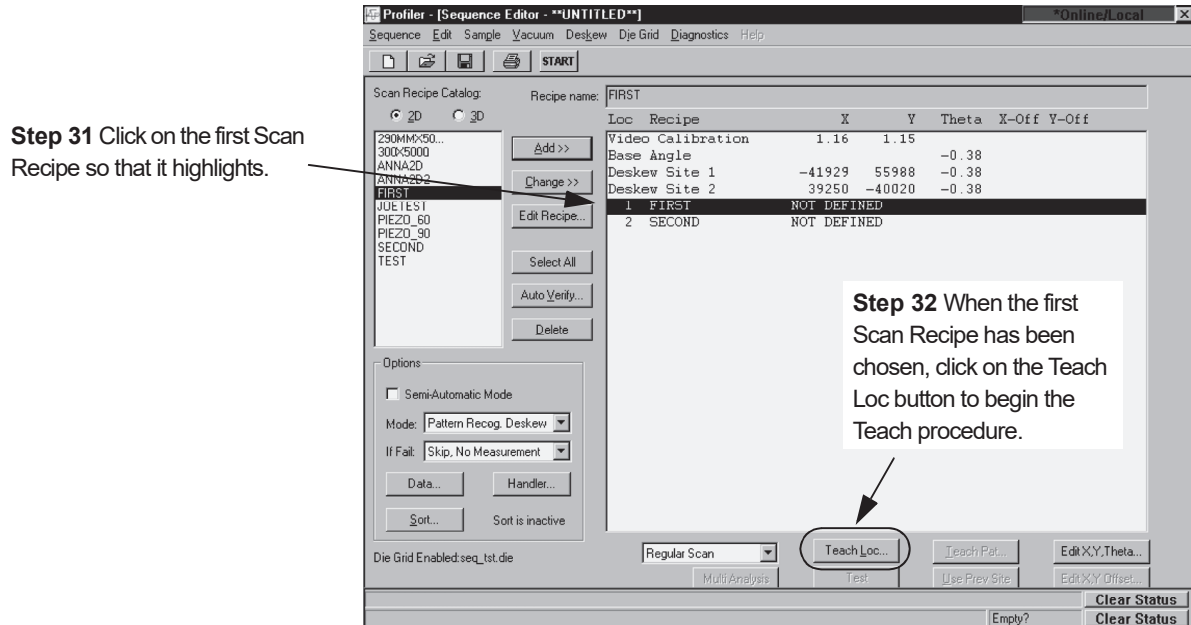 Profiler - [Sequence Editor - **UNTITLED**]
*Online/Local
X
Sequence Edit Sample Vacuum Deskew Die Grid Diagnostics Help
START
Step 31 Click on the first Scan
Recipe so that it highlights.
Scan Recipe Catalog:
2D 3D
290MMX50...
300X5000
ANNA2D
ANNA2D2
FIRST
JOETEST
PIEZO_60
PIEZO_90
SECOND
TEST
Add >>
Change >>
Edit Recipe...
Select All
Auto Verify...
Delete
Recipe name: FIRST
Loc Recipe X Y Theta X-Off Y-Off
Video Calibration 1.16 1.15
Base Angle -0.38
Deskew Site 1 -41929 55988 -0.38
Deskew Site 2 39250 -40020 -0.38
1 FIRST NOT DEFINED
2 SECOND NOT DEFINED
Step 32 When the first
Scan Recipe has been
chosen, click on the Teach
Loc button to begin the
Teach procedure.
Options
Semi-Automatic Mode
Mode: Pattern Recog. Deskew
If Fail: Skip, No Measurement
Data... Handler...
Sort... Sort is inactive
Die Grid Enabled:seq_tst.die
Regular Scan Teach Loc... Teach Pat... Edit X,Y,Theta...
Multi Analysis Test Use Prev Site Edit X,Y Offset...
Clear Status
Empty? Clear Status